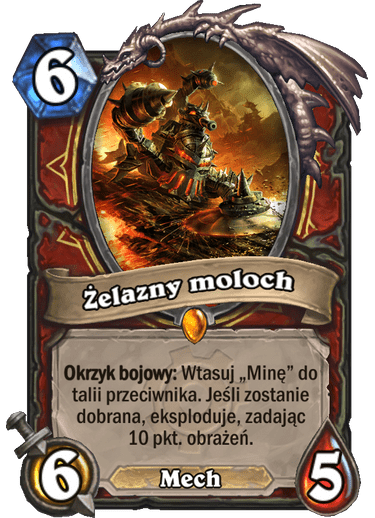 6
Żelazny moloch
Okrzyk bojowy: Wtasuj „Minę” do
talii przeciwnika. Jeśli zostanie
dobrana, eksploduje, zadając
10 pkt. obrażeń.
6
Mech
5